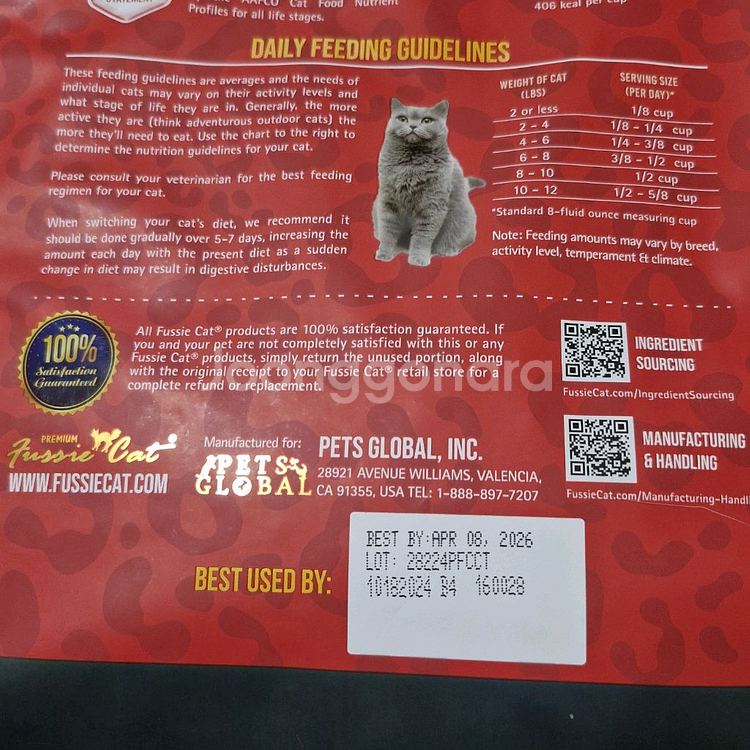 STATEMENT
AAFCO Cat Food Nutrient
Profiles for all life stages.
406 kcal per cup
DAILY FEEDING GUIDELINES
These feeding guidelines are averages and the needs of
individual cats may vary on their activity levels and
what stage of life they are in. Generally, the more
active they are (think adventurous outdoor cats) the
more they'll need to eat. Use the chart to the right to
determine the nutrition guidelines for your cat.
Please consult your veterinarian for the best feeding
regimen for your cat.
When switching your cat's diet, we recommend it
should be done gradually over 5-7 days, increasing the
amount each day with the present diet as a sudden
change in diet may result in digestive disturbances.
WEIGHT OF CAT (LBS) SERVING SIZE (PER DAY)*
2 or less 1/8 cup
2 - 4 1/8 - 1/4 cup
4 - 6 1/4 - 3/8 cup
6 - 8 3/8 - 1/2 cup
8 - 10 1/2 cup
10 - 12 1/2 - 5/8 cup
*Standard 8-fluid ounce measuring cup
Note: Feeding amounts may vary by breed,
activity level, temperament & climate.
100%
Satisfaction
Guaranteed
All Fussie Cat® products are 100% satisfaction guaranteed. If
you and your pet are not completely satisfied with this or any
Fussie Cat® products, simply return the unused portion, along
with the original receipt to your Fussie Cat® retail store for a
complete refund or replacement.
INGREDIENT
SOURCING
FussieCat.com/IngredientSourcing
MANUFACTURING
& HANDLING
FussieCat.com/Manufacturing-Handl
PREMIUM
Fussie Cat
WWW.FUSSIECAT.COM
Manufactured for:
PETS
GLOBAL
PETS GLOBAL, INC.
28921 AVENUE WILLIAMS, VALENCIA,
CA 91355, USA TEL: 1-888-897-7207
BEST USED BY:
BEST BY:APR 08, 2026
LOT: 28224PFCCT
10182024 B4 160028